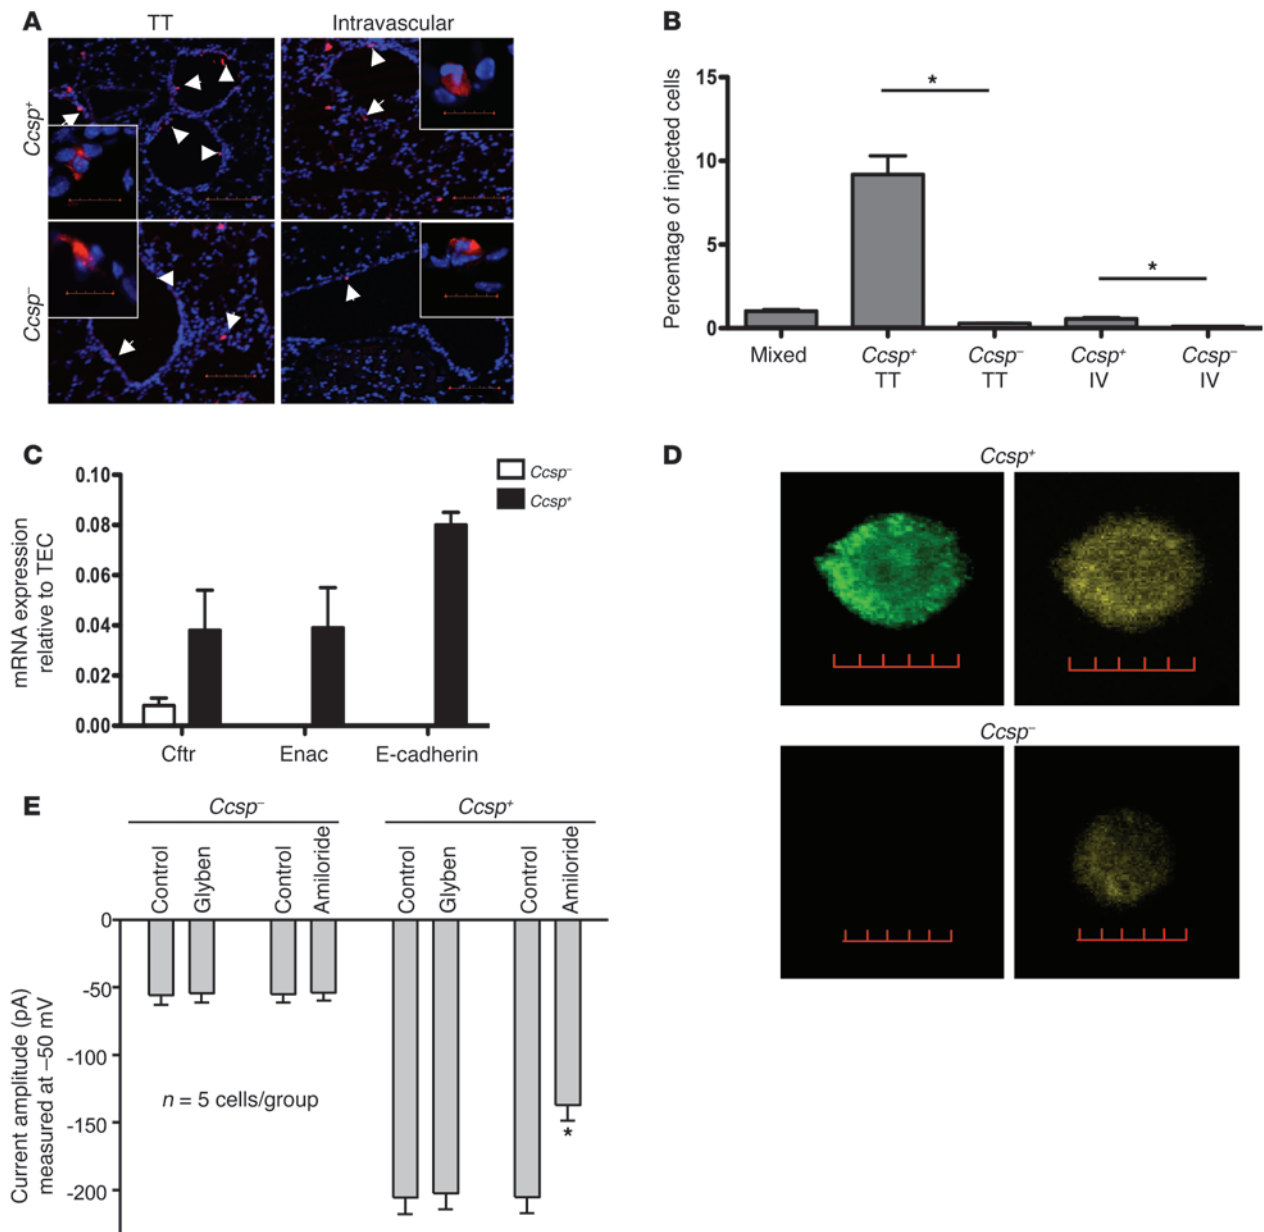 A
TT
Intravascular
Ccsp⁺
Ccsp⁻
B
Percentage of injected cells
15
10
5
0
*
*
Mixed
Ccsp⁺
TT
Ccsp⁻
TT
Ccsp⁺
IV
Ccsp⁻
IV
C
mRNA expression
relative to TEC
0.10
0.08
0.06
0.04
0.02
0.00
Cftr
Enac
E-cadherin
Ccsp⁻
Ccsp⁺
D
Ccsp⁺
Ccsp⁻
E
Ccsp⁻
Ccsp⁺
Control
Glyben
Control
Amiloride
Control
Glyben
Control
Amiloride
Current amplitude (pA)
measured at –50 mV
0
-50
-100
-150
-200
n = 5 cells/group
*